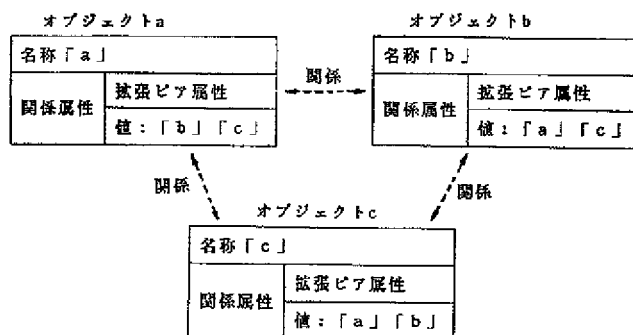 オブジェクトa
名称「a」
関係属性
拡張ピア属性
値：「b」「c」
関係
オブジェクトb
名称「b」
関係属性
拡張ピア属性
値：「a」「c」
関係
関係
オブジェクトc
名称「c」
関係属性
拡張ピア属性
値：「a」「b」